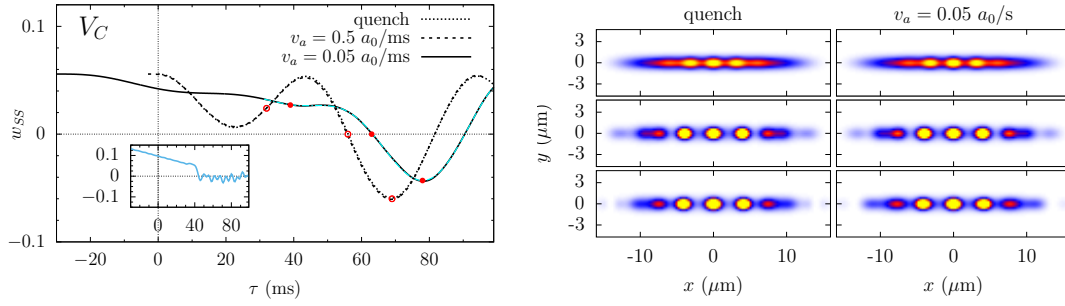 V_C
quench
v_a = 0.5 a_0/ms
v_a = 0.05 a_0/ms
0.1
0
−0.1
w_SS
0.1
0
−0.1
0 40 80
−20 0 20 40 60 80
τ (ms)
quench
v_a = 0.05 a_0/s
3
0
-3
3
0
-3
3
0
-3
y (μm)
-10 0 10
-10 0 10
x (μm)
x (μm)